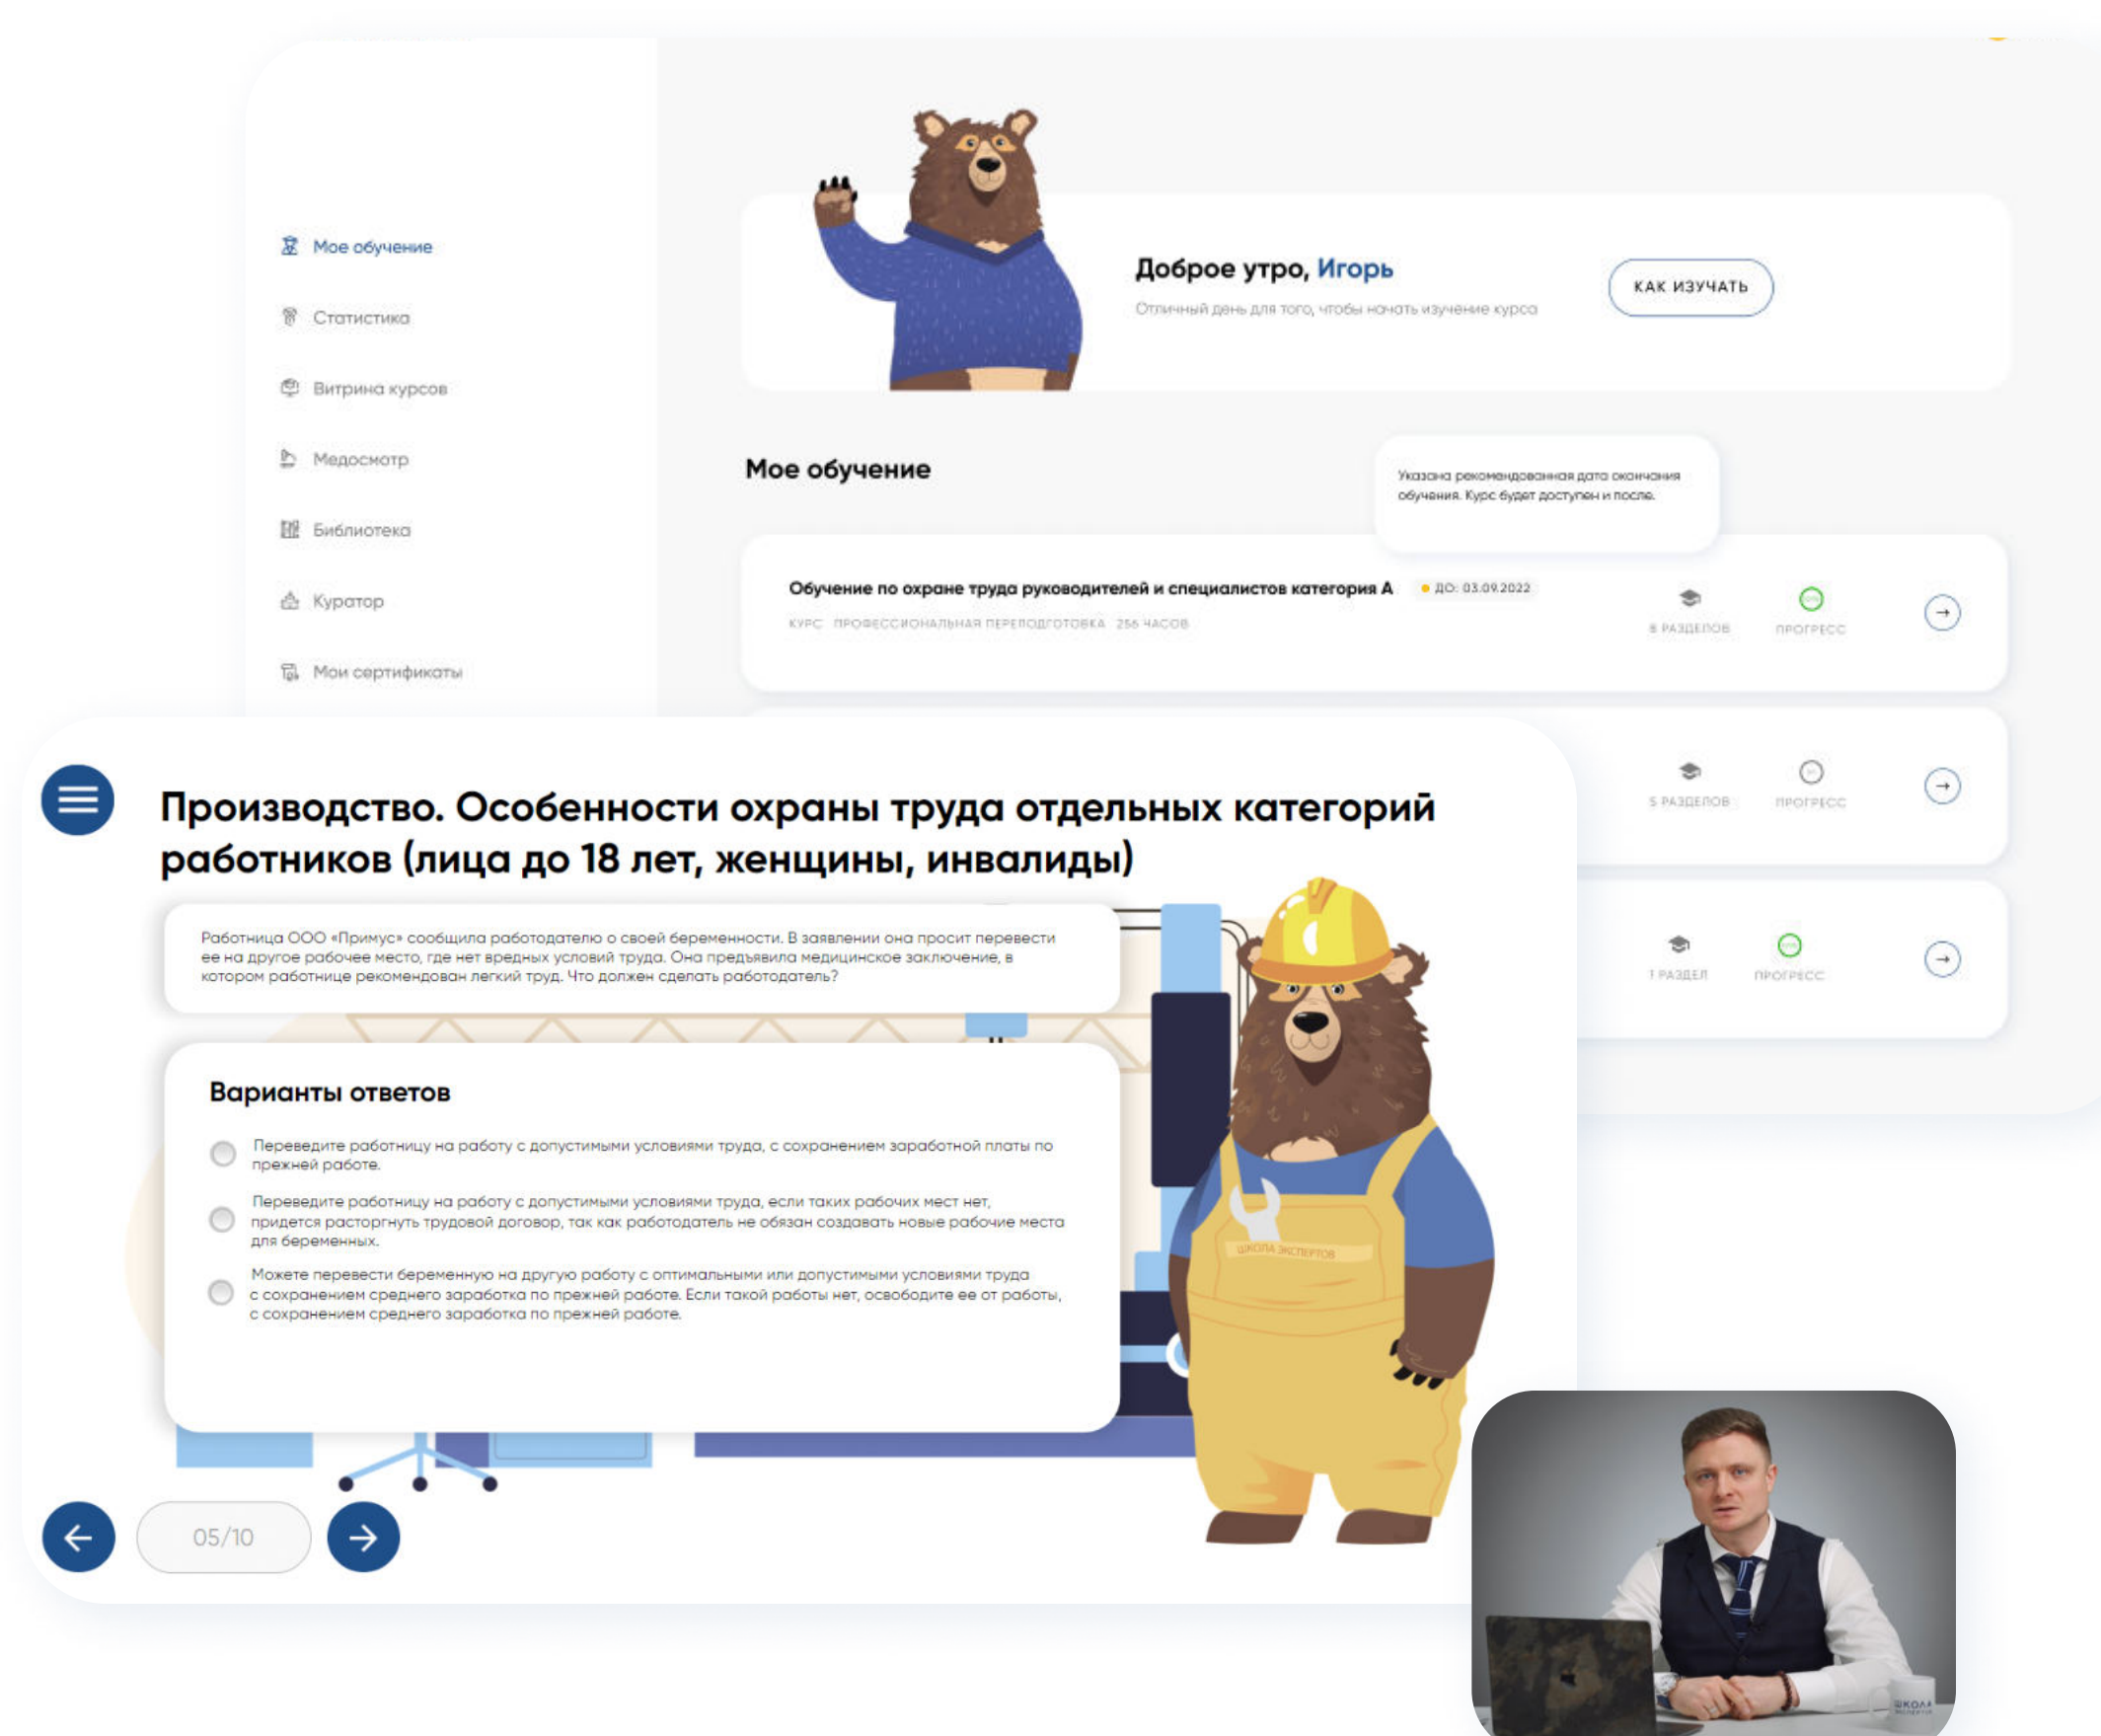 Мое обучение
Статистика
Витрина курсов
Медосмотр
Библиотека
Куратор
Мои сертификаты
Доброе утро, Игорь
Отличный день для того, чтобы начать изучение курса
КАК ИЗУЧАТЬ
Мое обучение
Указана рекомендованная дата окончания
обучения. Курс будет доступен и после.
Обучение по охране труда руководителей и специалистов категория А
ДО: 03.09.2022
КУРС ПРОФЕССИОНАЛЬНАЯ ПЕРЕПОДГОТОВКА 256 ЧАСОВ
8 РАЗДЕЛОВ
ПРОГРЕСС
5 РАЗДЕЛОВ
ПРОГРЕСС
1 РАЗДЕЛ
ПРОГРЕСС
Производство. Особенности охраны труда отдельных категорий
работников (лица до 18 лет, женщины, инвалиды)
Работница ООО «Примус» сообщила работодателю о своей беременности. В заявлении она просит перевести
ее на другое рабочее место, где нет вредных условий труда. Она предъявила медицинское заключение, в
котором работнице рекомендован легкий труд. Что должен сделать работодатель?
Варианты ответов
Переведите работницу на работу с допустимыми условиями труда, с сохранением заработной платы по
прежней работе.
Переведите работницу на работу с допустимыми условиями труда, если таких рабочих мест нет,
придется расторгнуть трудовой договор, так как работодатель не обязан создавать новые рабочие места
для беременных.
Можете перевести беременную на другую работу с оптимальными или допустимыми условиями труда
с сохранением среднего заработка по прежней работе. Если такой работы нет, освободите ее от работы,
с сохранением среднего заработка по прежней работе.
ШКОЛА ЭКСПЕРТОВ
05/10
ШКОЛА
ЭКСПЕРТОВ